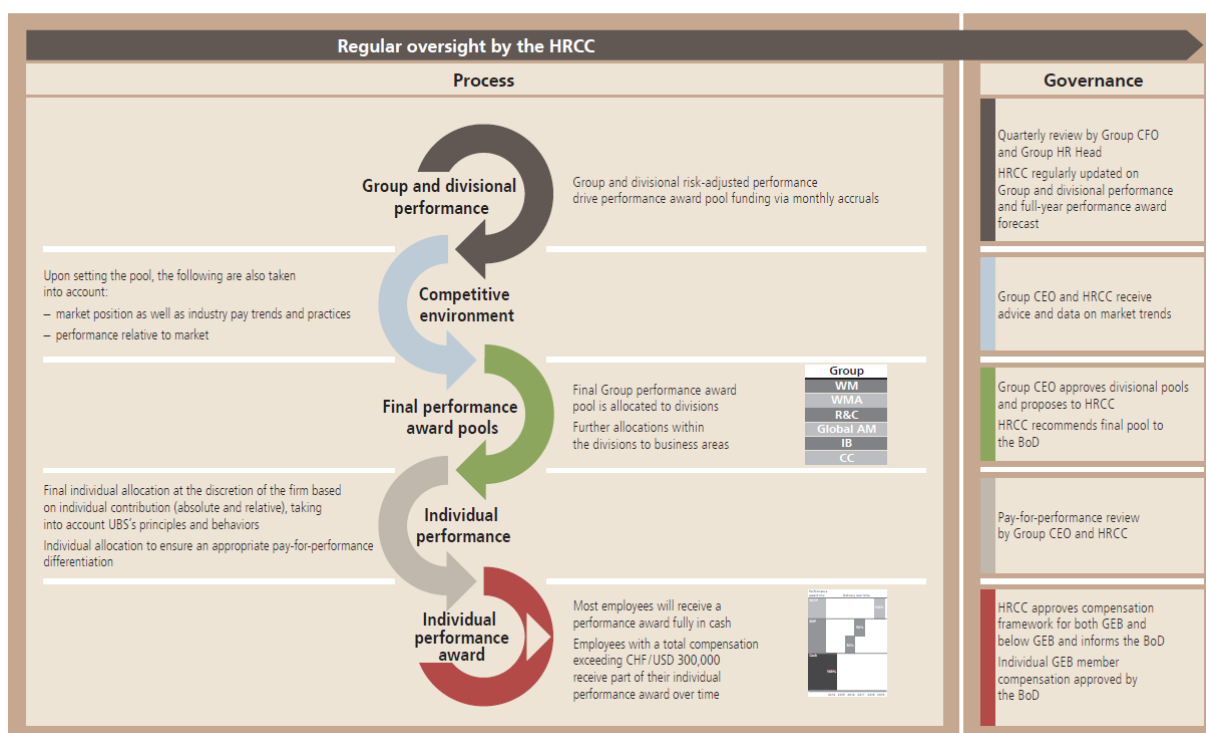 Regular oversight by the HRCC
Process
Governance
Group and divisional
performance
Group and divisional risk-adjusted performance
drive performance award pool funding via monthly accruals
Quarterly review by Group CFO
and Group HR Head
HRCC regularly updated on
Group and divisional performance
and full-year performance award
forecast
Upon setting the pool, the following are also taken
into account:
– market position as well as industry pay trends and practices
– performance relative to market
Competitive
environment
Group CEO and HRCC receive
advice and data on market trends
Final performance
award pools
Final Group performance award
pool is allocated to divisions
Further allocations within
the divisions to business areas
Group
WM
WMA
R&C
Global AM
IB
CC
Group CEO approves divisional pools
and proposes to HRCC
HRCC recommends final pool to
the BoD
Final individual allocation at the discretion of the firm based
on individual contribution (absolute and relative), taking
into account UBS's principles and behaviors
Individual allocation to ensure an appropriate pay-for-performance
differentiation
Individual
performance
Pay-for-performance review
by Group CEO and HRCC
Individual
performance
award
Most employees will receive a
performance award fully in cash
Employees with a total compensation
exceeding CHF/USD 300,000
receive part of their individual
performance award over time
HRCC approves compensation
framework for both GEB and
below GEB and informs the BoD
Individual GEB member
compensation approved by
the BoD